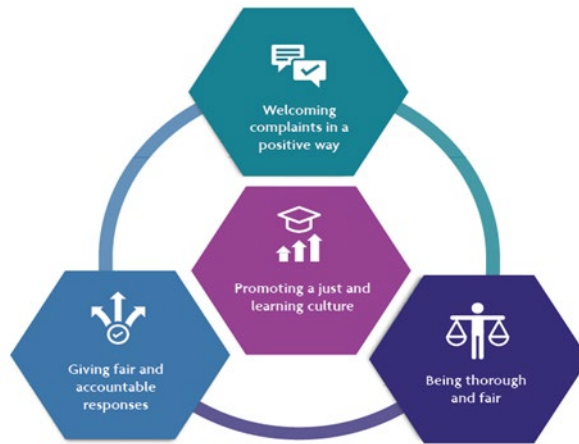 Welcoming
complaints in a
positive way
Promoting a just and
learning culture
Giving fair and
accountable
responses
Being thorough
and fair